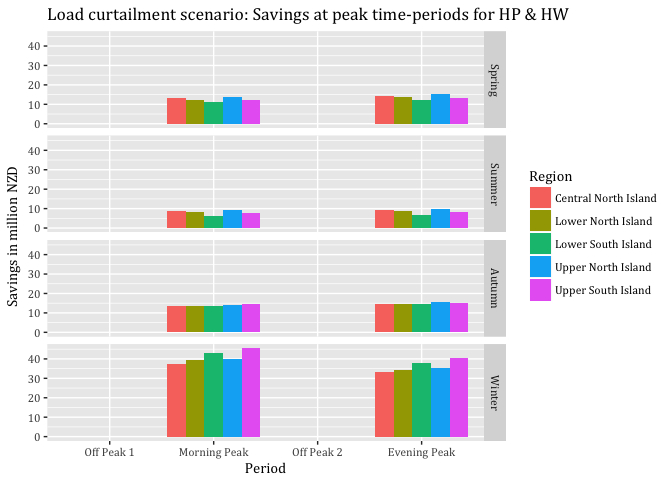 Load curtailment scenario: Savings at peak time-periods for HP & HW
Savings in million NZD
40
30
20
10
0
Spring
40
30
20
10
0
Summer
40
30
20
10
0
Autumn
40
30
20
10
0
Winter
Off Peak 1
Morning Peak
Off Peak 2
Evening Peak
Period
Region
Central North Island
Lower North Island
Lower South Island
Upper North Island
Upper South Island